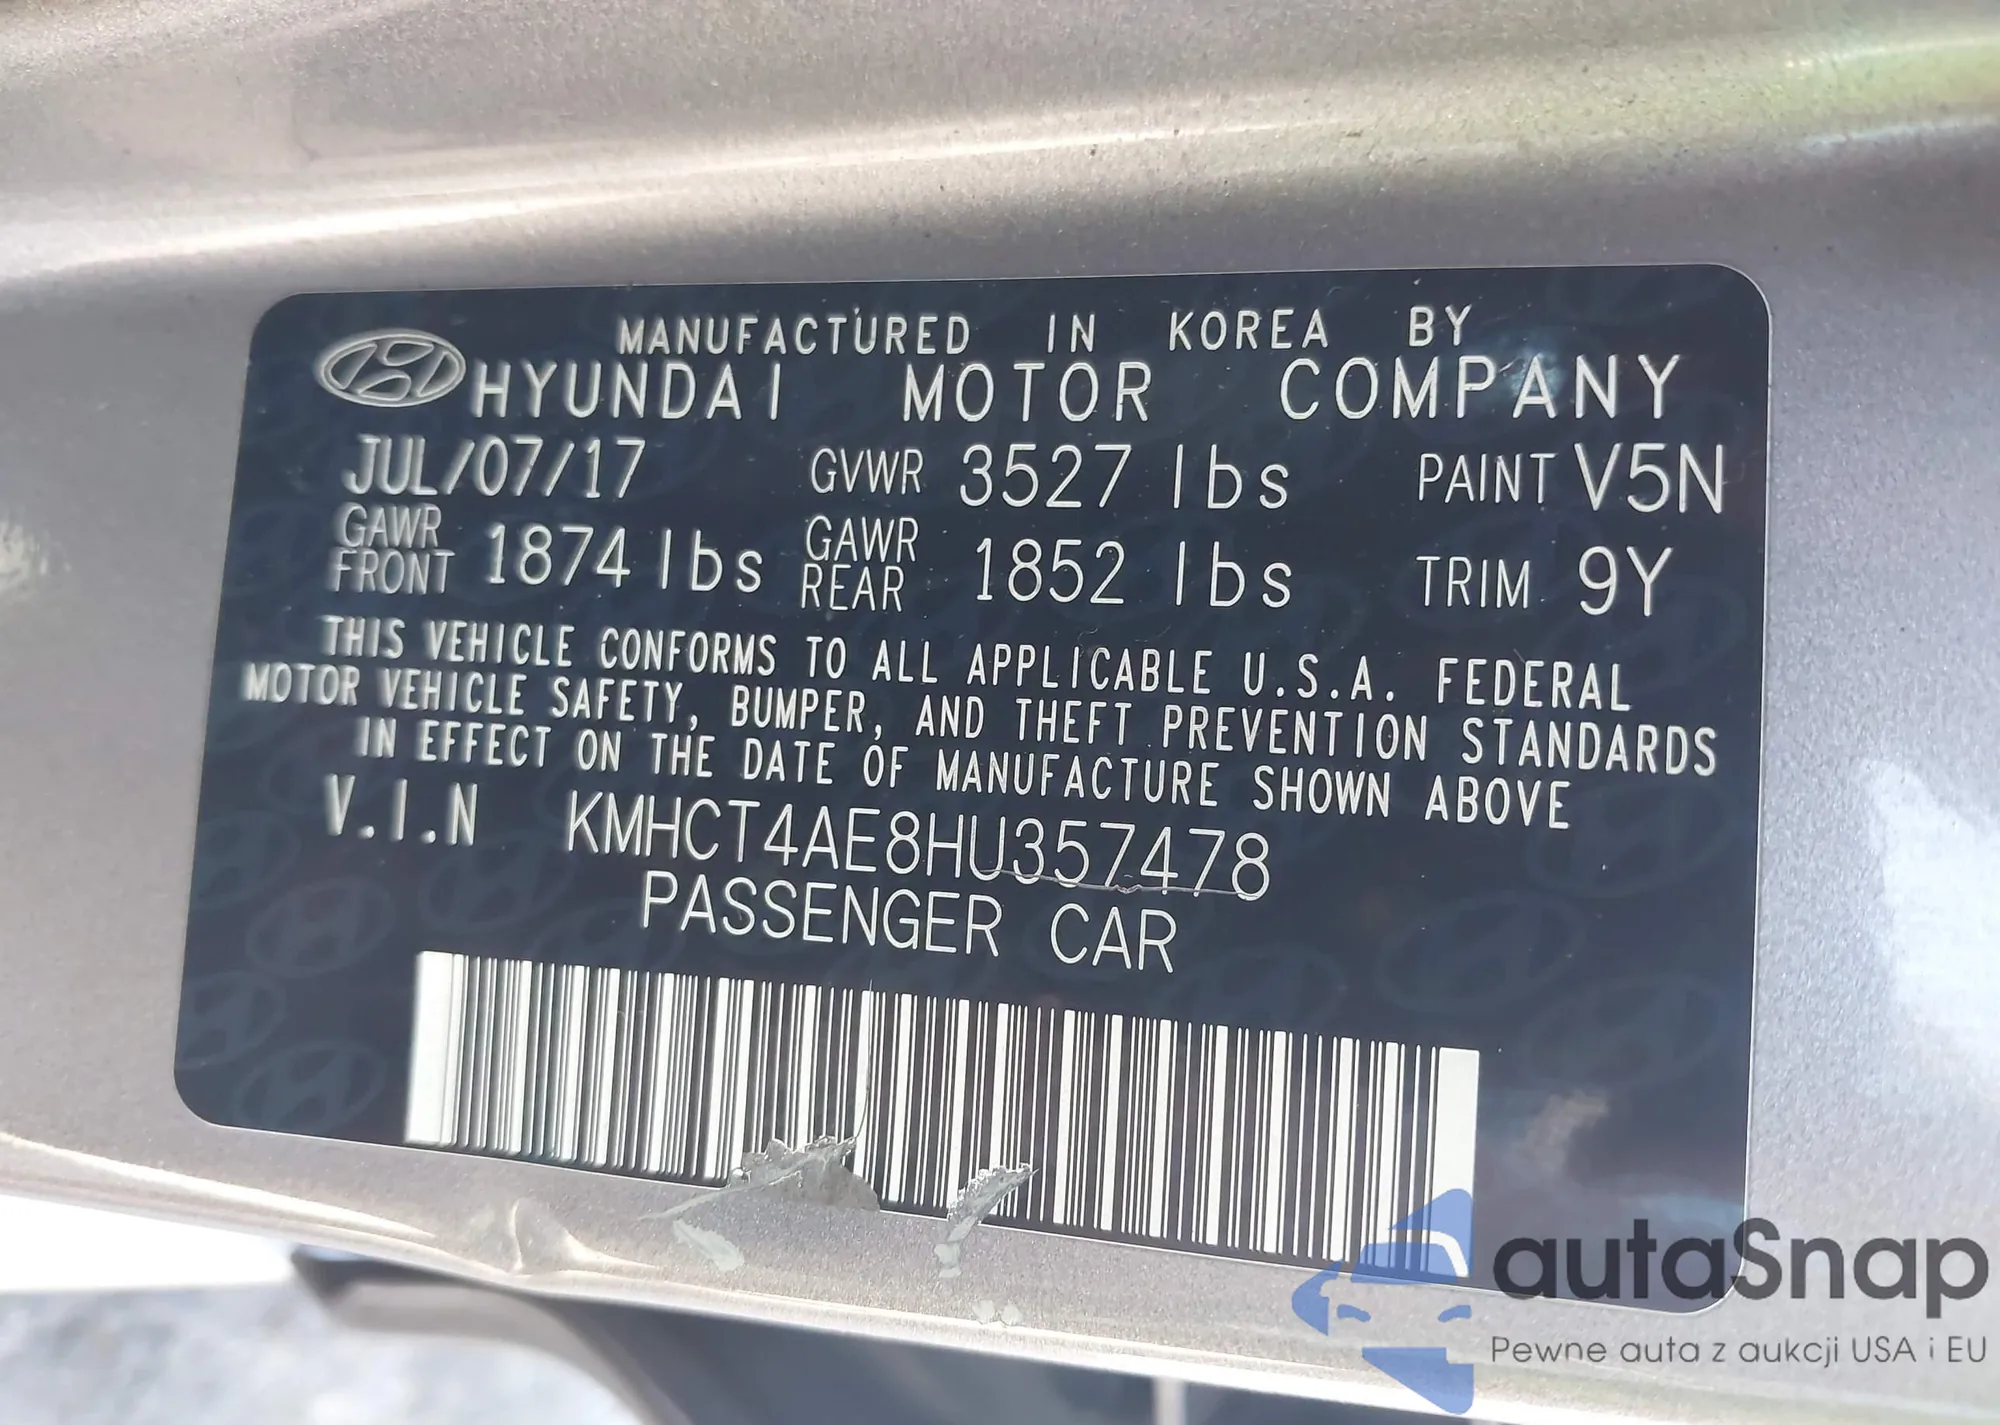 MANUFACTURED IN KOREA BY
HYUNDAI MOTOR COMPANY
JUL/07/17 GVWR 3527 lbs PAINT V5N
GAWR FRONT 1874 lbs GAWR REAR 1852 lbs TRIM 9Y
THIS VEHICLE CONFORMS TO ALL APPLICABLE U.S.A. FEDERAL
MOTOR VEHICLE SAFETY, BUMPER, AND THEFT PREVENTION STANDARDS
IN EFFECT ON THE DATE OF MANUFACTURE SHOWN ABOVE
V.I.N KMHCT4AE8HU357478
PASSENGER CAR
autaSnap
Pewne auta z aukcji USA i EU